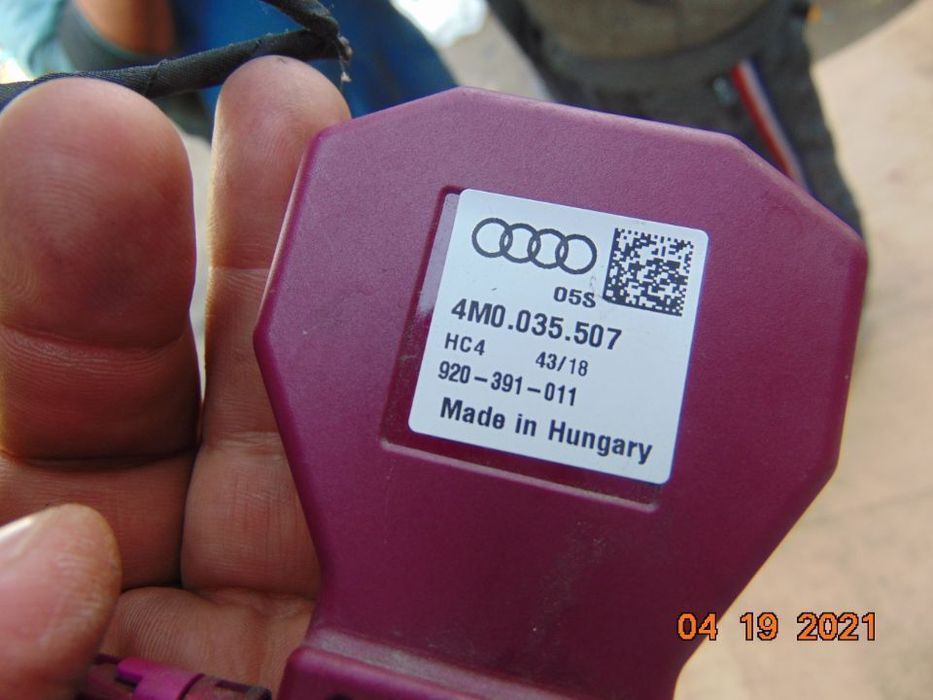 05S
4M0.035.507
HC4 43/18
920-391-011
Made in Hungary
04 19 2021